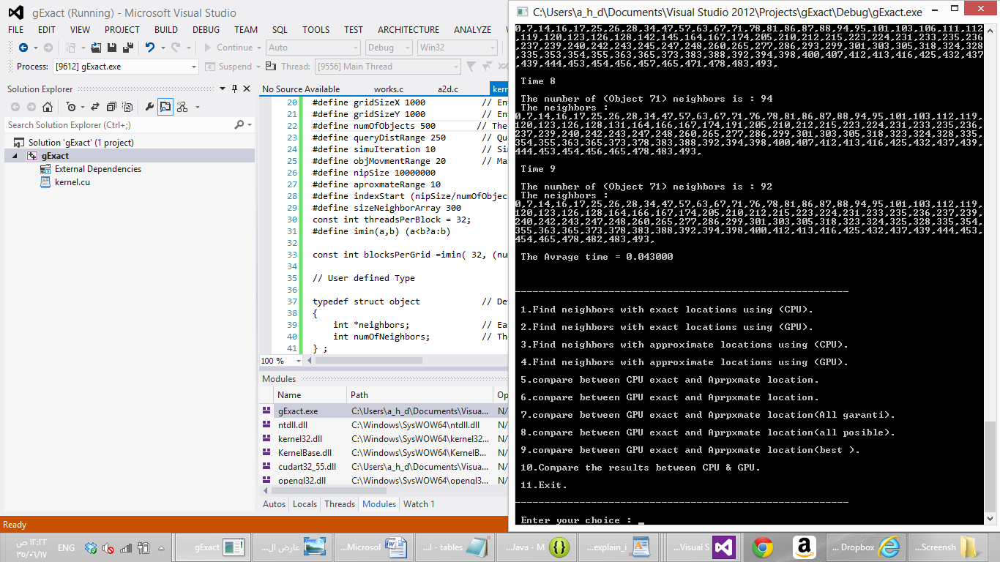 gExact (Running) - Microsoft Visual Studio
FILE EDIT VIEW PROJECT BUILD DEBUG TEAM SQL TOOLS TEST ARCHITECTURE ANALYZE
Continue Auto Debug Win32
Process: [9612] gExact.exe Suspend Thread: [9556] Main Thread
Solution Explorer
Search Solution Explorer (Ctrl+;)
Solution 'gExact' (1 project)
gExact
External Dependencies
kernel.cu
No Source Available works.c a2d.c kern
20 #define gridSizeX 1000 // En
21 #define gridSizeY 1000 // En
22 #define numOfObjects 500 // The
23 #define queryDistRange 250 // Qu
24 #define simuIteration 10 // Si
25 #define objMovmentRange 20 // Ma
26 #define nipSize 10000000
27 #define aproxmateRange 10
28 #define indexStart (nipSize/numOfObject
29 #define sizeNeighborArray 300
30 const int threadsPerBlock = 32;
31 #define imin(a,b) (a<b?a:b)
32
33 const int blocksPerGrid =imin( 32, (nu
34
35 // User defined Type
36
37 typedef struct object // De
38 {
39 int *neighbors; // Ea
40 int numOfNeighbors; // Th
41 } ;
100 %
Modules
Name Path Op
gExact.exe C:\Users\a_h_d\Documents\Visua... N/
ntdll.dll C:\Windows\SysWOW64\ntdll.dll N/
kernel32.dll C:\Windows\SysWOW64\kernel32... N/
KernelBase.dll C:\Windows\SysWOW64\KernelB... N/
cudart32_55.dll C:\Users\a_h_d\Documents\Visua... N/
opengl32.dll C:\Windows\SysWOW64\opengl3... N/
Autos Locals Threads Modules Watch 1
Ready
C:\Users\a_h_d\Documents\Visual Studio 2012\Projects\gExact\Debug\gExact.exe
0,7,14,16,17,25,26,28,34,47,57,63,67,71,78,81,86,87,88,94,95,101,103,106,111,112
,119,120,123,126,128,142,145,164,167,174,205,210,212,215,223,224,231,233,235,236
,237,239,240,242,243,245,247,248,260,265,277,286,293,299,301,303,305,318,324,328
,335,353,354,355,363,365,373,383,388,392,394,398,400,407,412,413,416,425,432,437
,439,444,453,454,456,457,465,471,478,483,493,
Time 8
The number of (Object 71) neighbors is : 94
The neighbors :
0,7,14,16,17,25,26,28,34,47,57,63,67,71,76,78,81,86,87,88,94,95,101,103,112,119,
120,123,126,128,131,164,166,167,174,191,205,210,212,215,223,224,231,233,235,236,
237,239,240,242,243,247,248,260,265,277,286,299,301,303,305,318,323,324,328,335,
354,355,363,365,373,378,383,388,392,394,398,400,407,412,413,416,425,432,437,439,
444,453,454,456,465,478,483,493,
Time 9
The number of (Object 71) neighbors is : 92
The neighbors :
0,7,14,16,17,25,26,28,34,47,57,63,67,71,76,78,81,86,87,88,94,95,101,103,112,119,
120,123,126,128,164,166,167,174,205,210,212,215,223,224,231,233,235,236,237,239,
240,242,243,247,248,260,265,277,286,299,301,303,305,318,323,324,325,328,335,354,
355,363,365,373,378,383,388,392,394,398,400,412,413,416,425,432,437,439,444,453,
454,465,478,482,483,493,
The Avrage time = 0.043000
1.Find neighbors with exact locations using (CPU).
2.Find neighbors with exact locations using (GPU).
3.Find neighbors with approximate locations using (CPU).
4.Find neighbors with approximate locations using (GPU).
5.compare between CPU exact and Aprpxmate location.
6.compare between GPU exact and Aprpxmate location.
7.compare between GPU exact and Aprpxmate location(All garanti).
8.compare between GPU exact and Aprpxmate location(all posible).
9.compare between GPU exact and Aprpxmate location(best ).
10.Compare the results between CPU & GPU.
11.Exit.
Enter your choice : _
١٢:٢٢ ص
٣٥/٠٦/١٧
ENG gExact عارض ال... ...Microsof ...l - tables ...Java - M ...explain_i ...Visual S ...Dropbox ...Screensh